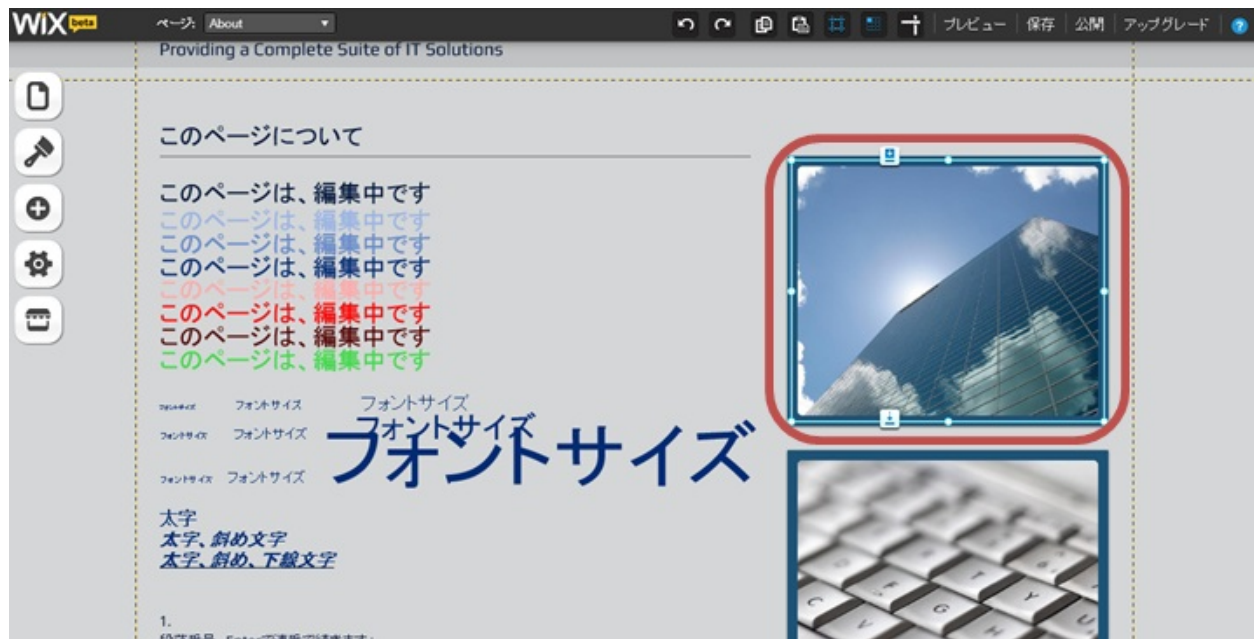 WiX beta ページ: About プレビュー 保存 公開 アップグレード ?
Providing a Complete Suite of IT Solutions
このページについて
このページは、編集中です
このページは、編集中です
このページは、編集中です
このページは、編集中です
このページは、編集中です
このページは、編集中です
このページは、編集中です
このページは、編集中です
フォントサイズ フォントサイズ フォントサイズ
フォントサイズ
フォントサイズ フォントサイズ フォントサイズ
フォントサイズ フォントサイズ
太字
太字、斜め文字
太字、斜め、下線文字
1.